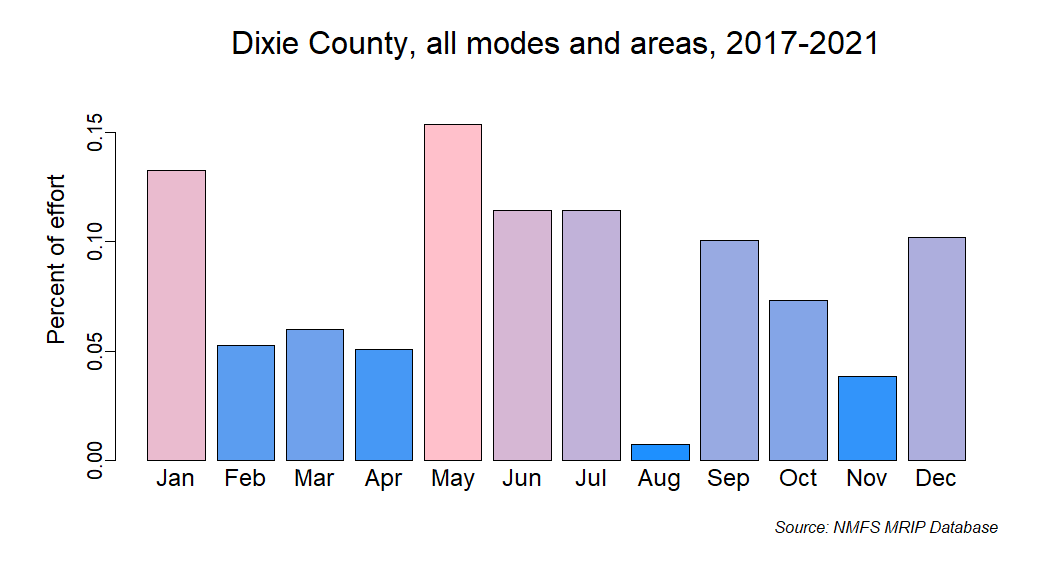 Dixie County, all modes and areas, 2017-2021
Percent of effort
0.15
0.10
0.05
0.00
Jan Feb Mar Apr May Jun Jul Aug Sep Oct Nov Dec
Source: NMFS MRIP Database